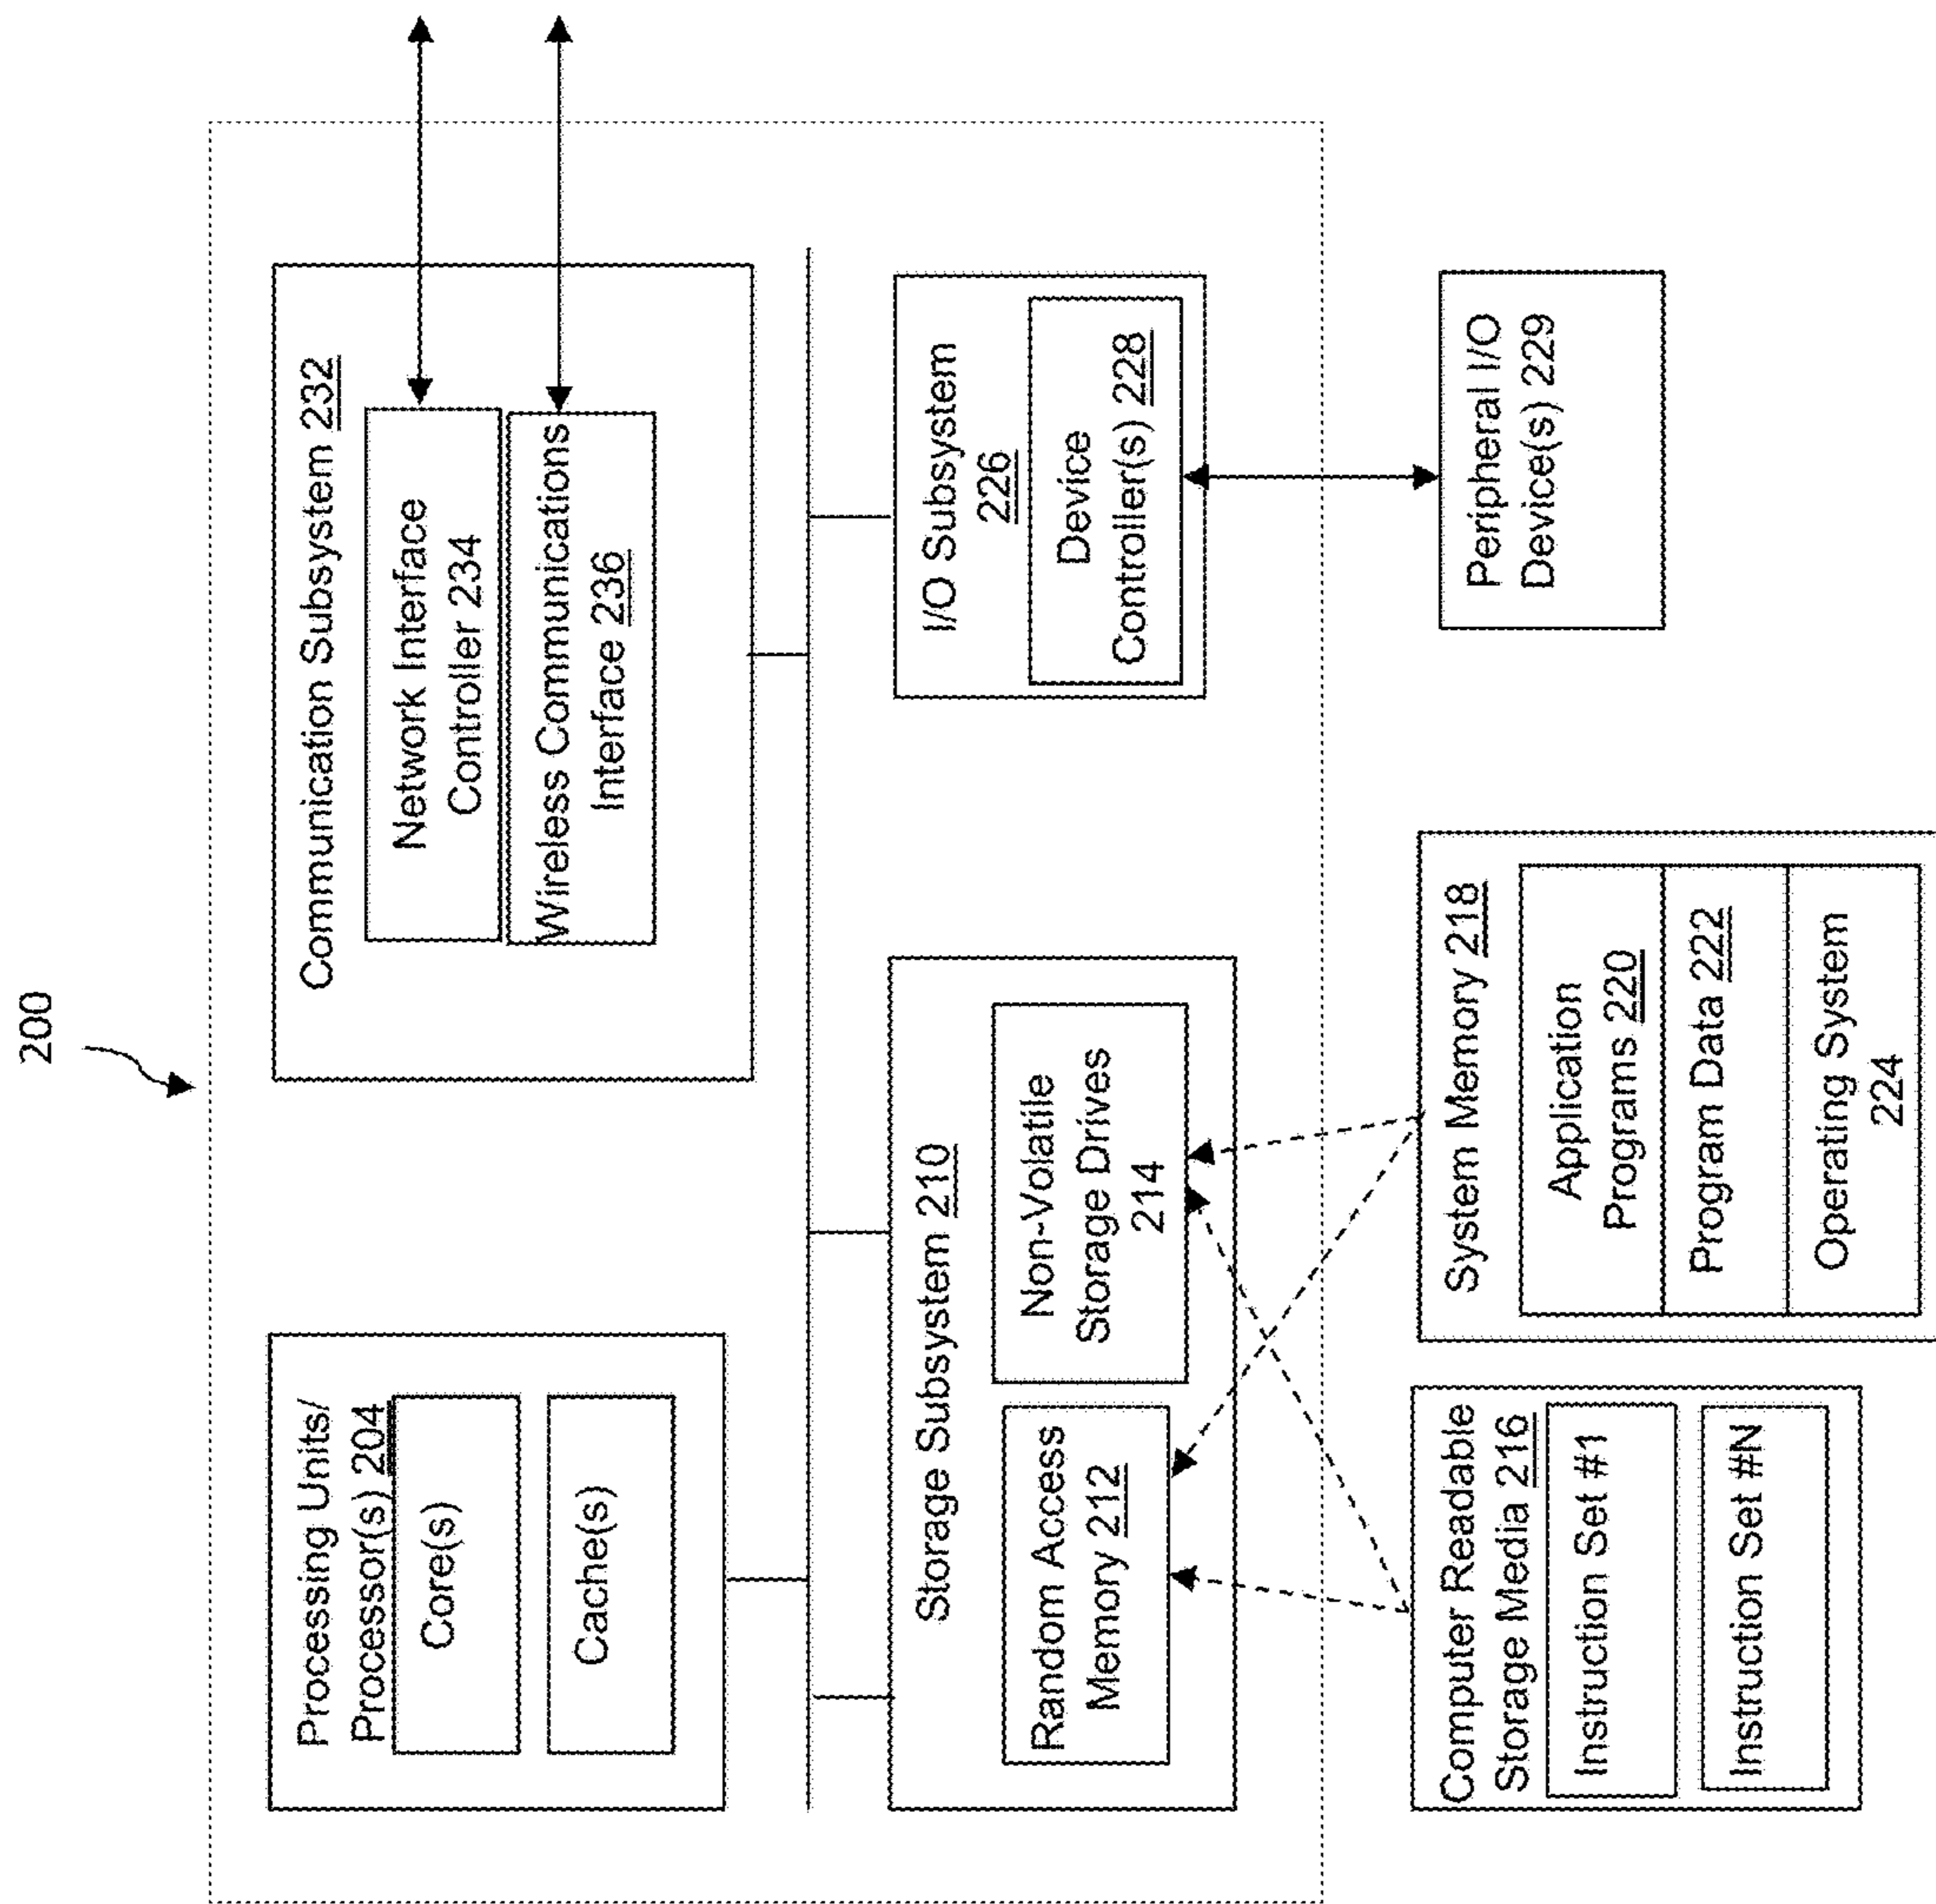 200
Processing Units/
Processor(s) 204
Core(s)
Cache(s)
Communication Subsystem 232
Network Interface
Controller 234
Wireless Communications
Interface 236
Storage Subsystem 210
Random Access
Memory 212
Non-Volatile
Storage Drives
214
I/O Subsystem
226
Device
Controller(s) 228
Computer Readable
Storage Media 216
Instruction Set #1
Instruction Set #N
System Memory 218
Application
Programs 220
Program Data 222
Operating System
224
Peripheral I/O
Device(s) 229